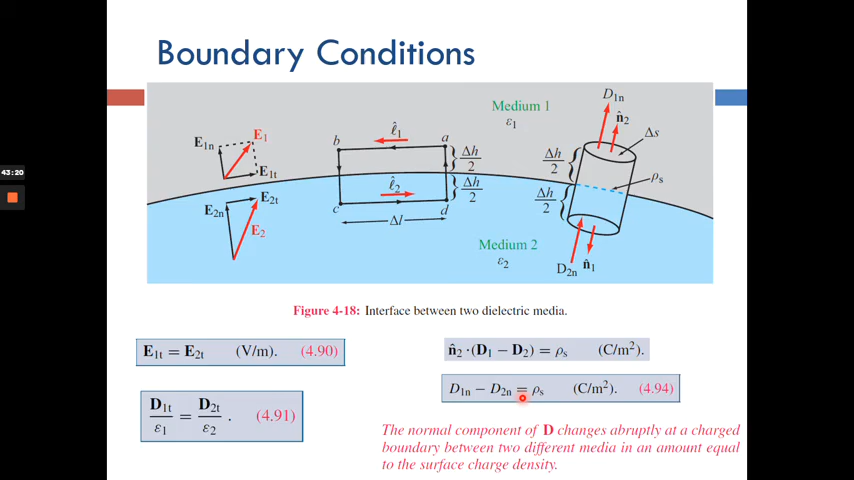 Boundary Conditions
43:20
Medium 1
ε₁
E₁n
E₁
E₁t
E₂n
E₂t
E₂
b
ℓ̂₁
a
Δh
2
Δh
2
ℓ̂₂
c
d
Δl
D₁n
n̂₂
Δs
Δh
2
ρs
Δh
2
Medium 2
ε₂
D₂n
n̂₁
Figure 4-18: Interface between two dielectric media.
E₁t = E₂t (V/m). (4.90)
D₁t/ε₁ = D₂t/ε₂ . (4.91)
n̂₂ · (D₁ − D₂) = ρs (C/m²).
D₁n − D₂n = ρs (C/m²). (4.94)
The normal component of D changes abruptly at a charged
boundary between two different media in an amount equal
to the surface charge density.